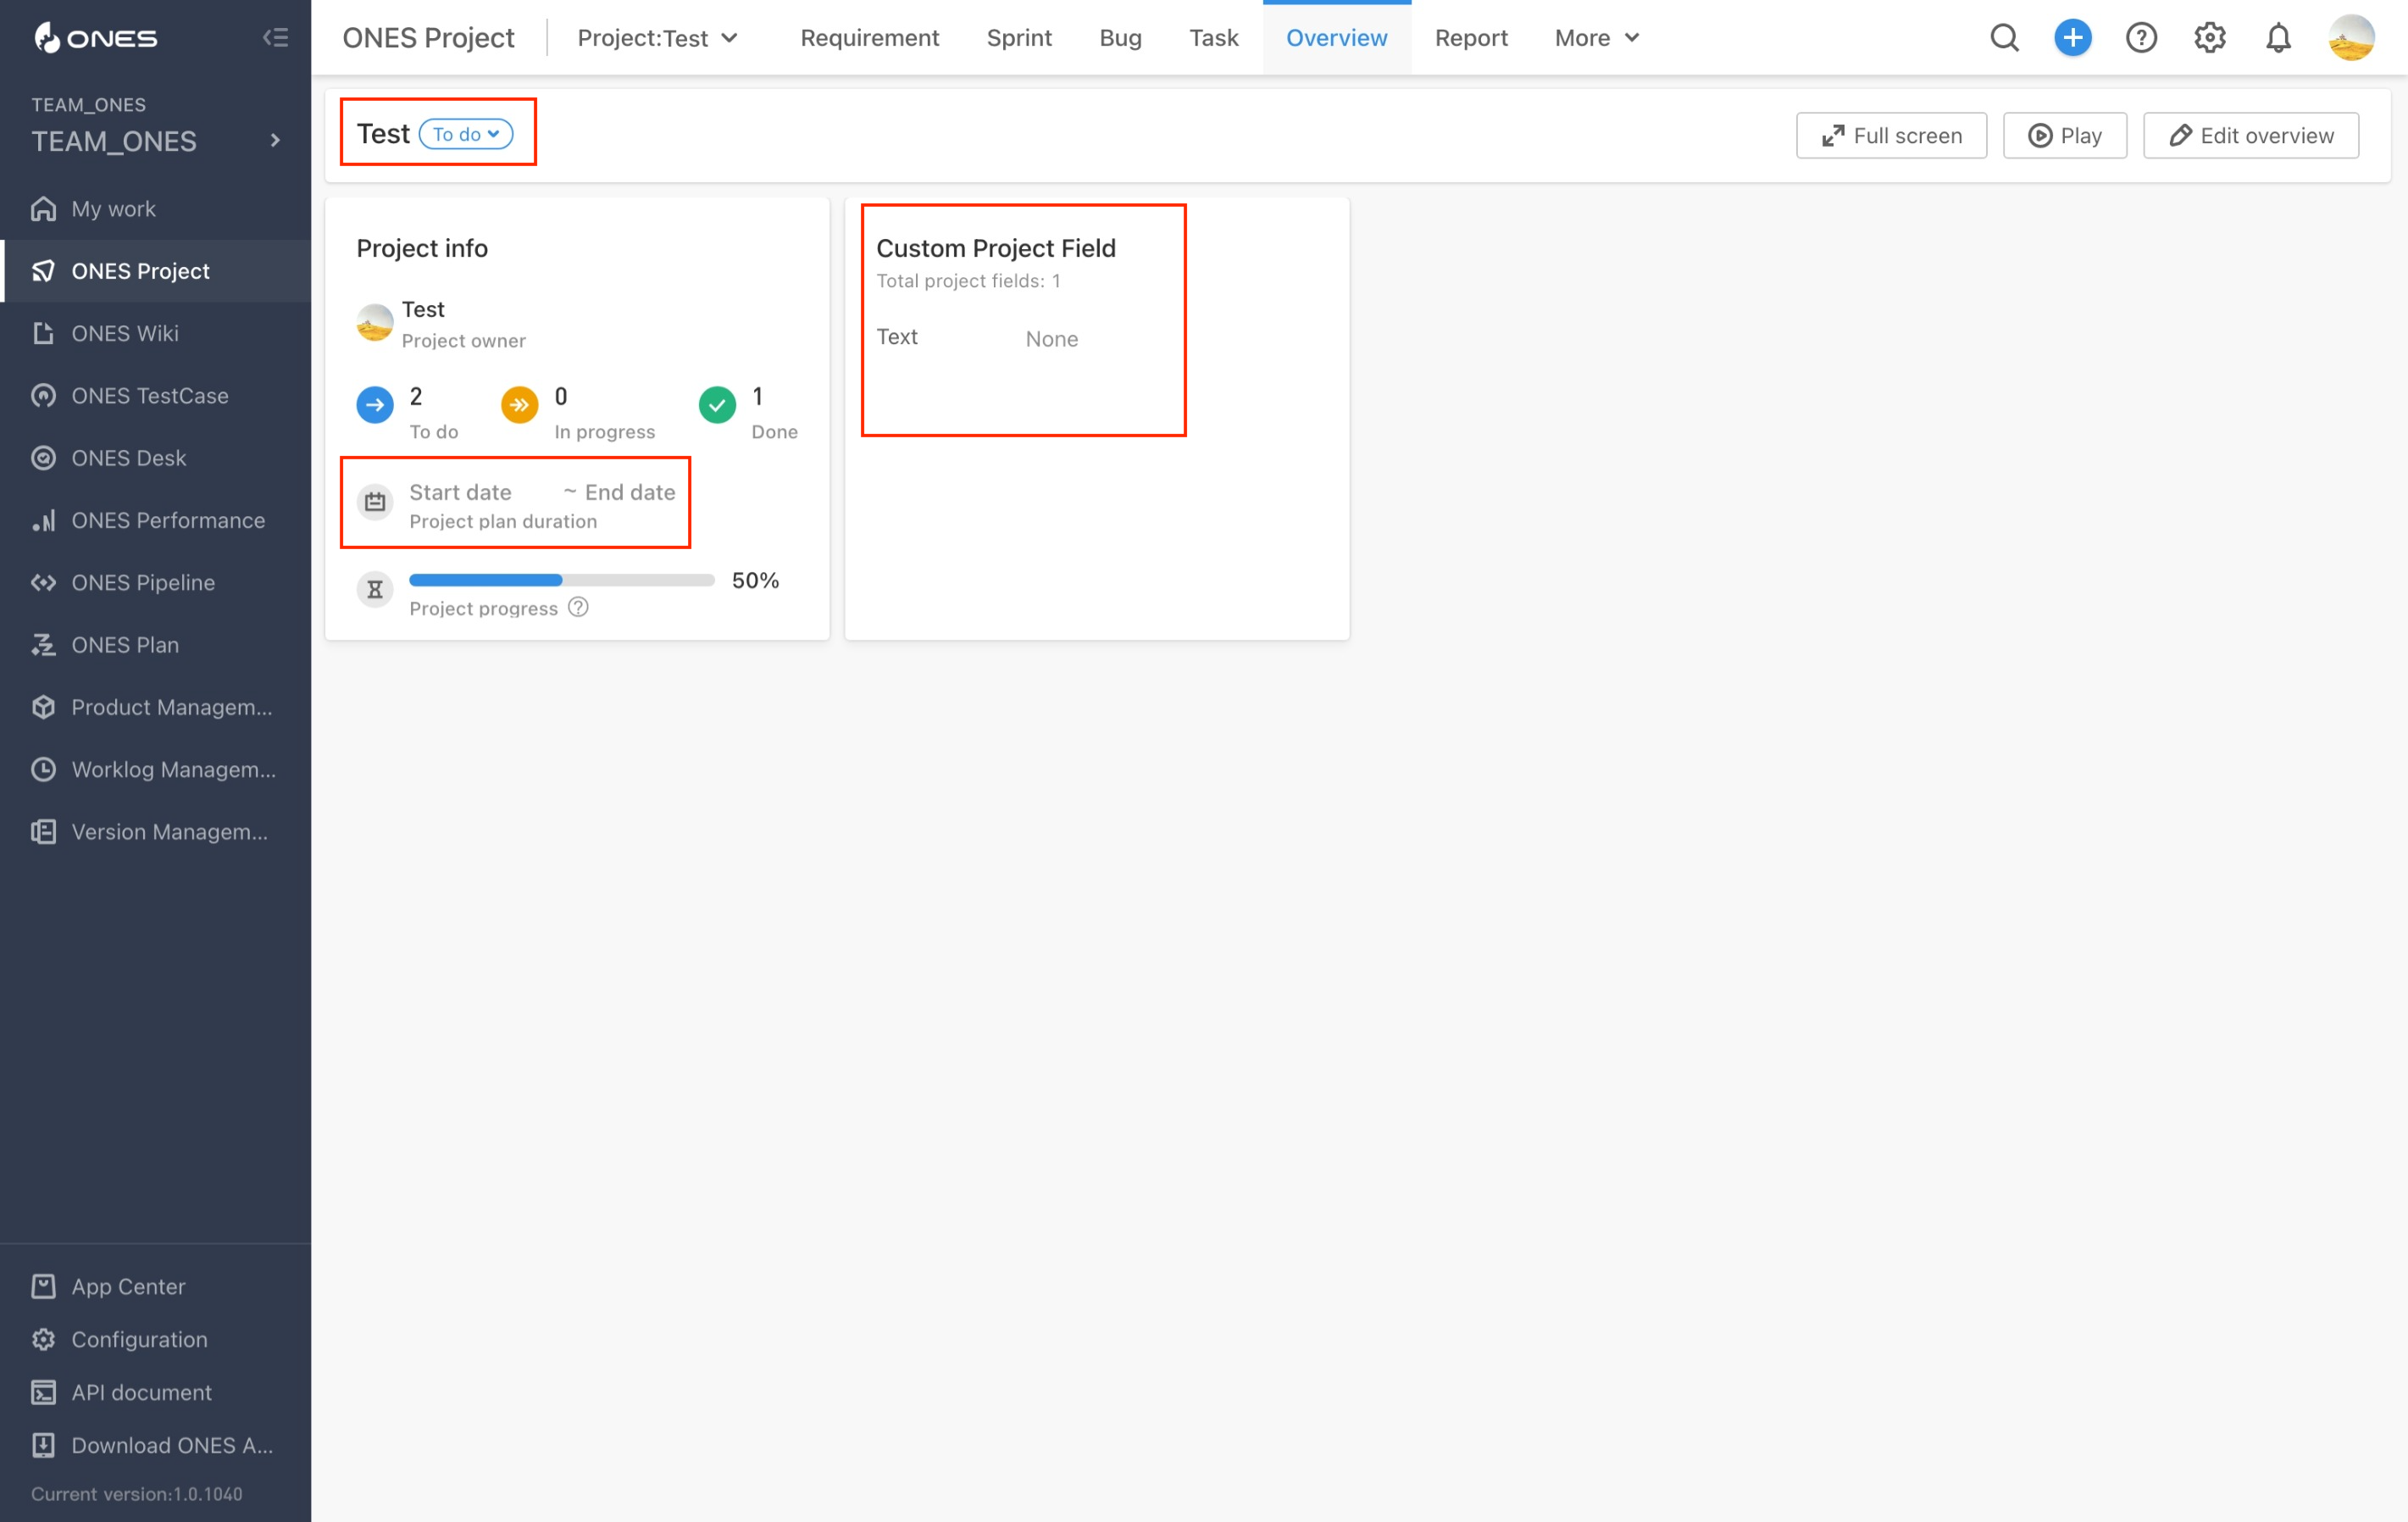 ONES
TEAM_ONES
TEAM_ONES
My work
ONES Project
ONES Wiki
ONES TestCase
ONES Desk
ONES Performance
ONES Pipeline
ONES Plan
Product Managem...
Worklog Managem...
Version Managem...
App Center
Configuration
API document
Download ONES A...
Current version:1.0.1040
ONES Project Project:Test Requirement Sprint Bug Task Overview Report More
Test To do Full screen Play Edit overview
Project info
Test
Project owner
2 0 1
To do In progress Done
Start date ~ End date
Project plan duration
50%
Project progress
Custom Project Field
Total project fields: 1
Text None